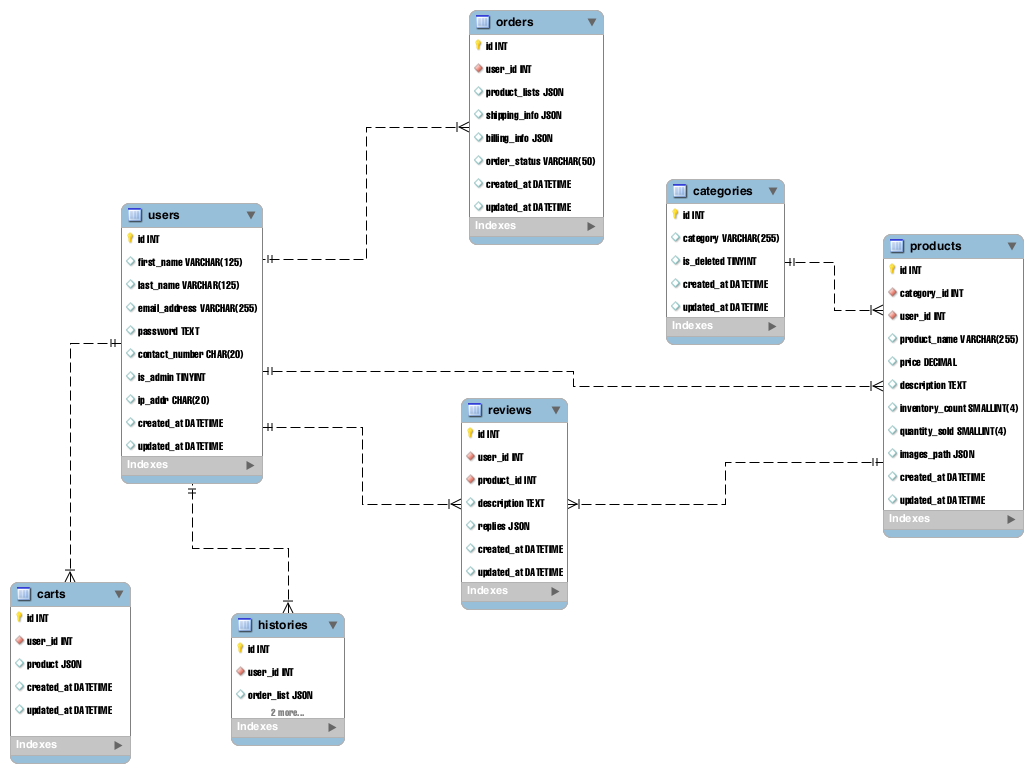 orders
id INT
user_id INT
product_lists JSON
shipping_info JSON
billing_info JSON
order_status VARCHAR(50)
created_at DATETIME
updated_at DATETIME
Indexes
categories
id INT
category VARCHAR(255)
is_deleted TINYINT
created_at DATETIME
updated_at DATETIME
Indexes
users
id INT
first_name VARCHAR(125)
last_name VARCHAR(125)
email_address VARCHAR(255)
password TEXT
contact_number CHAR(20)
is_admin TINYINT
ip_addr CHAR(20)
created_at DATETIME
updated_at DATETIME
Indexes
products
id INT
category_id INT
user_id INT
product_name VARCHAR(255)
price DECIMAL
description TEXT
inventory_count SMALLINT(4)
quantity_sold SMALLINT(4)
images_path JSON
created_at DATETIME
updated_at DATETIME
Indexes
reviews
id INT
user_id INT
product_id INT
description TEXT
replies JSON
created_at DATETIME
updated_at DATETIME
Indexes
carts
id INT
user_id INT
product JSON
created_at DATETIME
updated_at DATETIME
Indexes
histories
id INT
user_id INT
order_list JSON
2 more...
Indexes